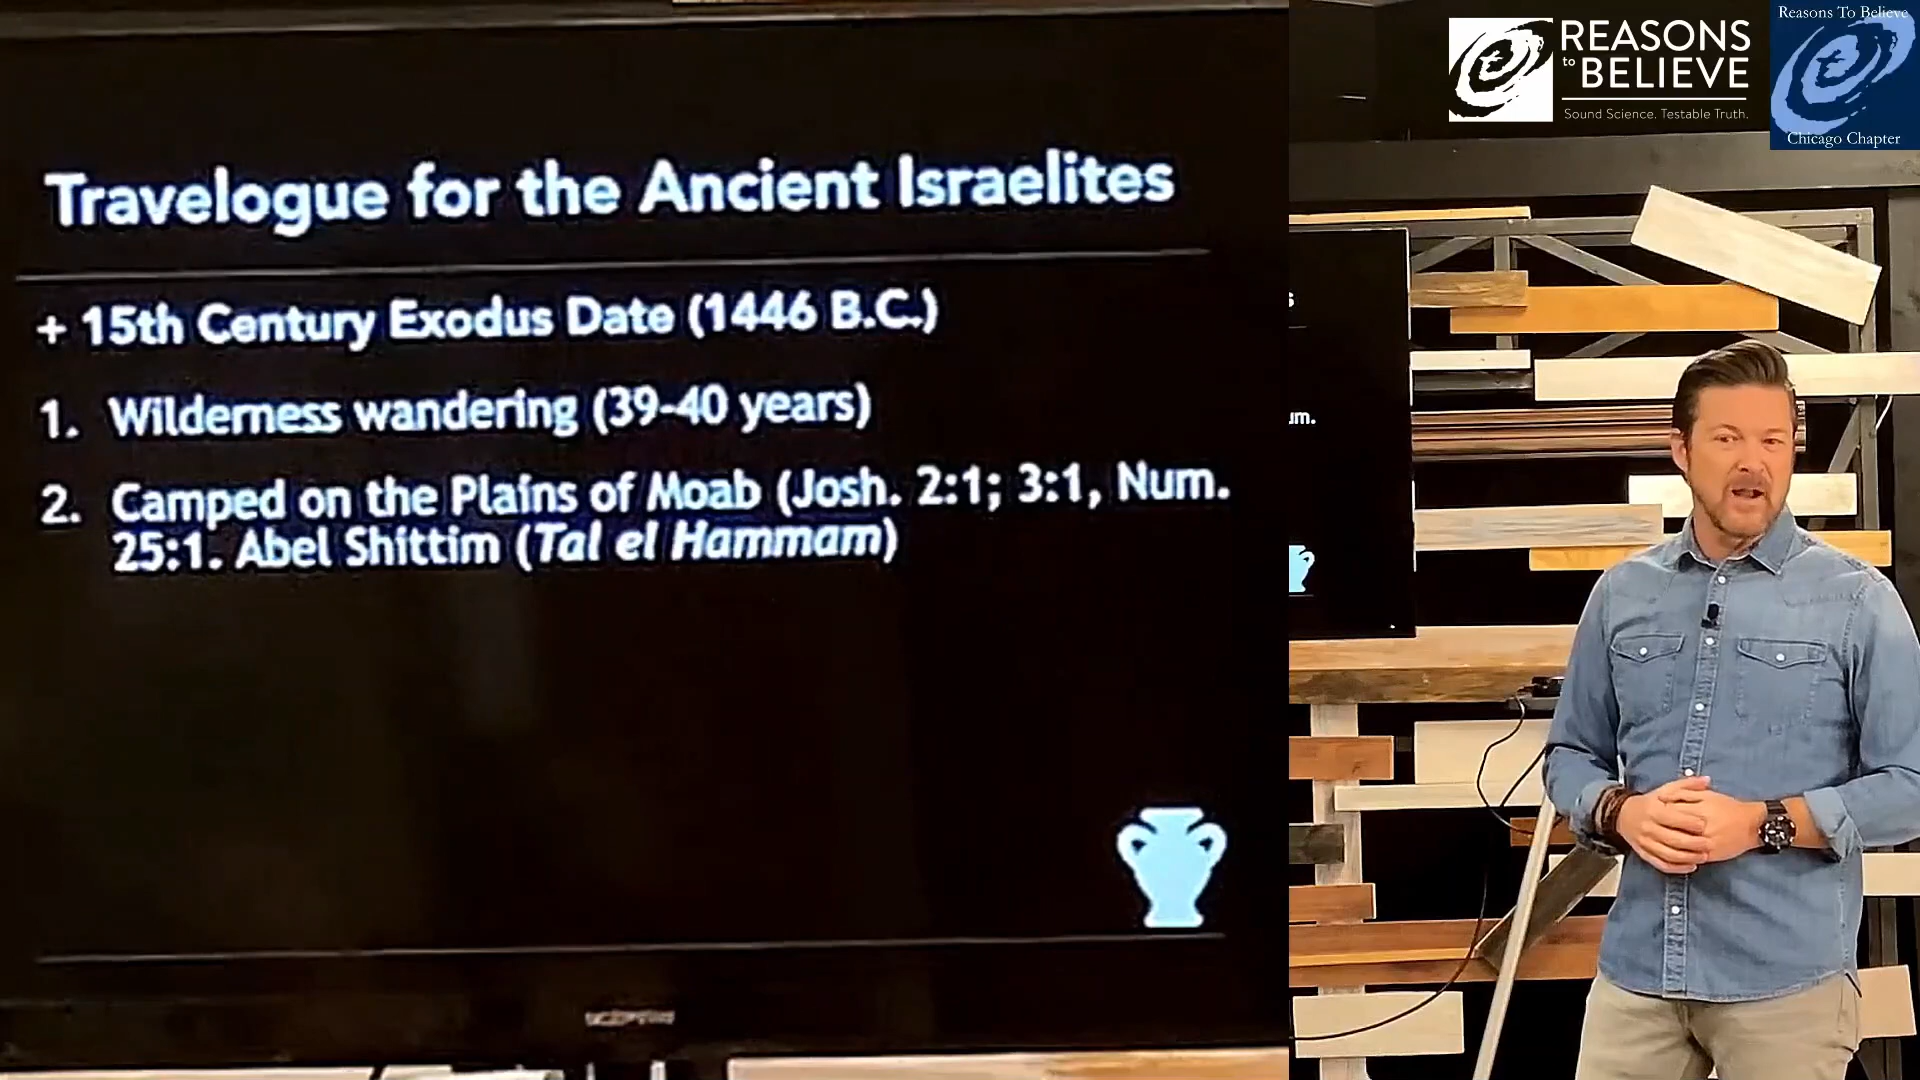 Travelogue for the Ancient Israelites
+ 15th Century Exodus Date (1446 B.C.)
1. Wilderness wandering (39-40 years)
2. Camped on the Plains of Moab (Josh. 2:1; 3:1, Num.
25:1. Abel Shittim (Tal el Hammam)
REASONS
to BELIEVE
Sound Science. Testable Truth.
Reasons To Believe
Chicago Chapter
s
um.